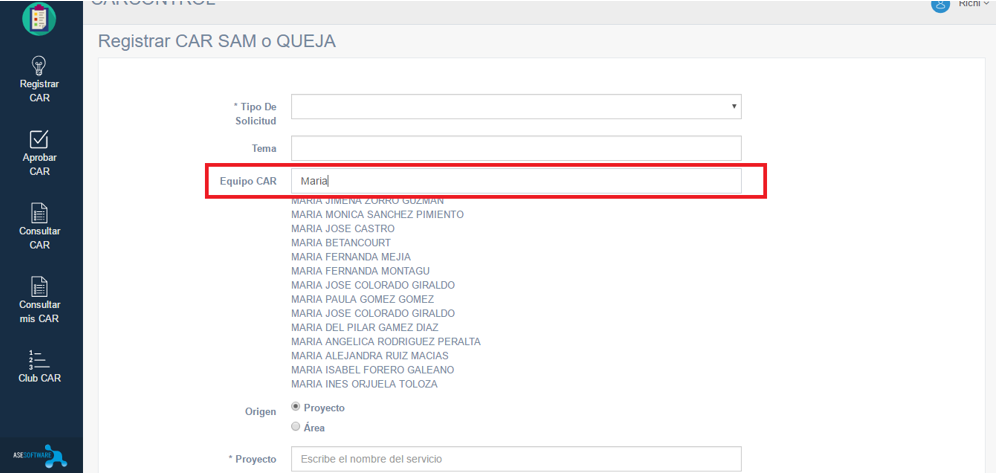 CARCONTROL
Richi
Registrar CAR SAM o QUEJA
Registrar
CAR
Aprobar
CAR
Consultar
CAR
Consultar
mis CAR
1
2
3
Club CAR
ASESOFTWARE
* Tipo De
Solicitud
Tema
Equipo CAR
Maria
MARIA JIMENA ZORRO GUZMAN
MARIA MONICA SANCHEZ PIMIENTO
MARIA JOSE CASTRO
MARIA BETANCOURT
MARIA FERNANDA MEJIA
MARIA FERNANDA MONTAGU
MARIA JOSE COLORADO GIRALDO
MARIA PAULA GOMEZ GOMEZ
MARIA JOSE COLORADO GIRALDO
MARIA DEL PILAR GAMEZ DIAZ
MARIA ANGELICA RODRIGUEZ PERALTA
MARIA ALEJANDRA RUIZ MACIAS
MARIA ISABEL FORERO GALEANO
MARIA INES ORJUELA TOLOZA
Origen
Proyecto
Área
* Proyecto
Escribe el nombre del servicio